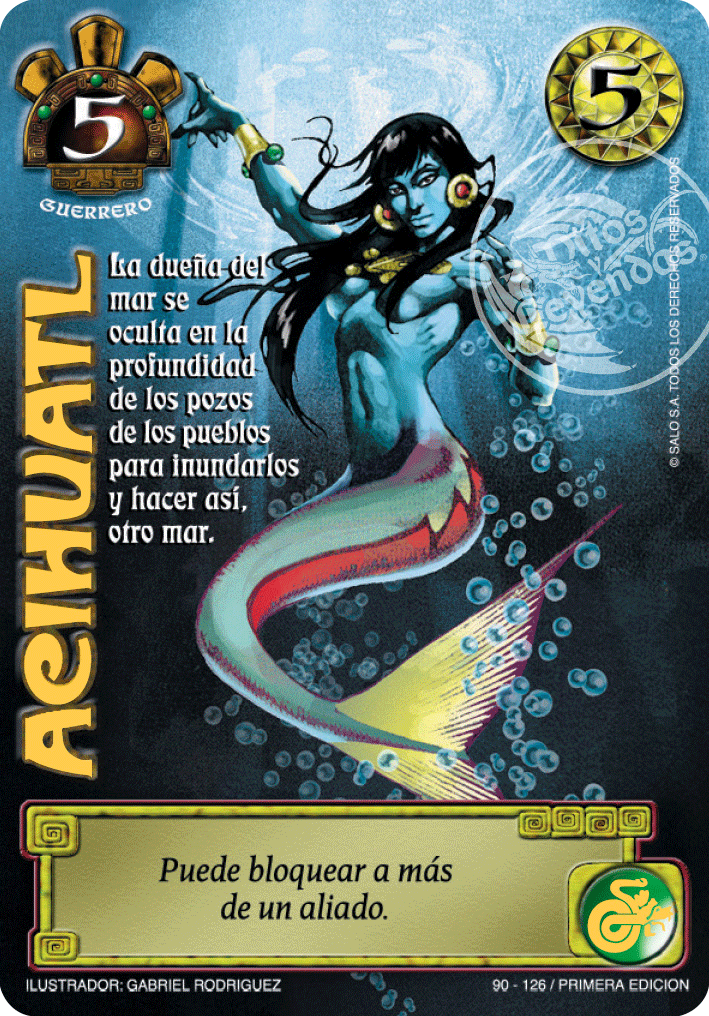 5
GUERRERO
5
Mitos
y
Leyendas
®
© SALO S.A. TODOS LOS DERECHOS RESERVADOS
ACIHUATL
La dueña del
mar se
oculta en la
profundidad
de los pozos
de los pueblos
para inundarlos
y hacer así,
otro mar.
Puede bloquear a más
de un aliado.
ILUSTRADOR: GABRIEL RODRIGUEZ
90 - 126 / PRIMERA EDICION